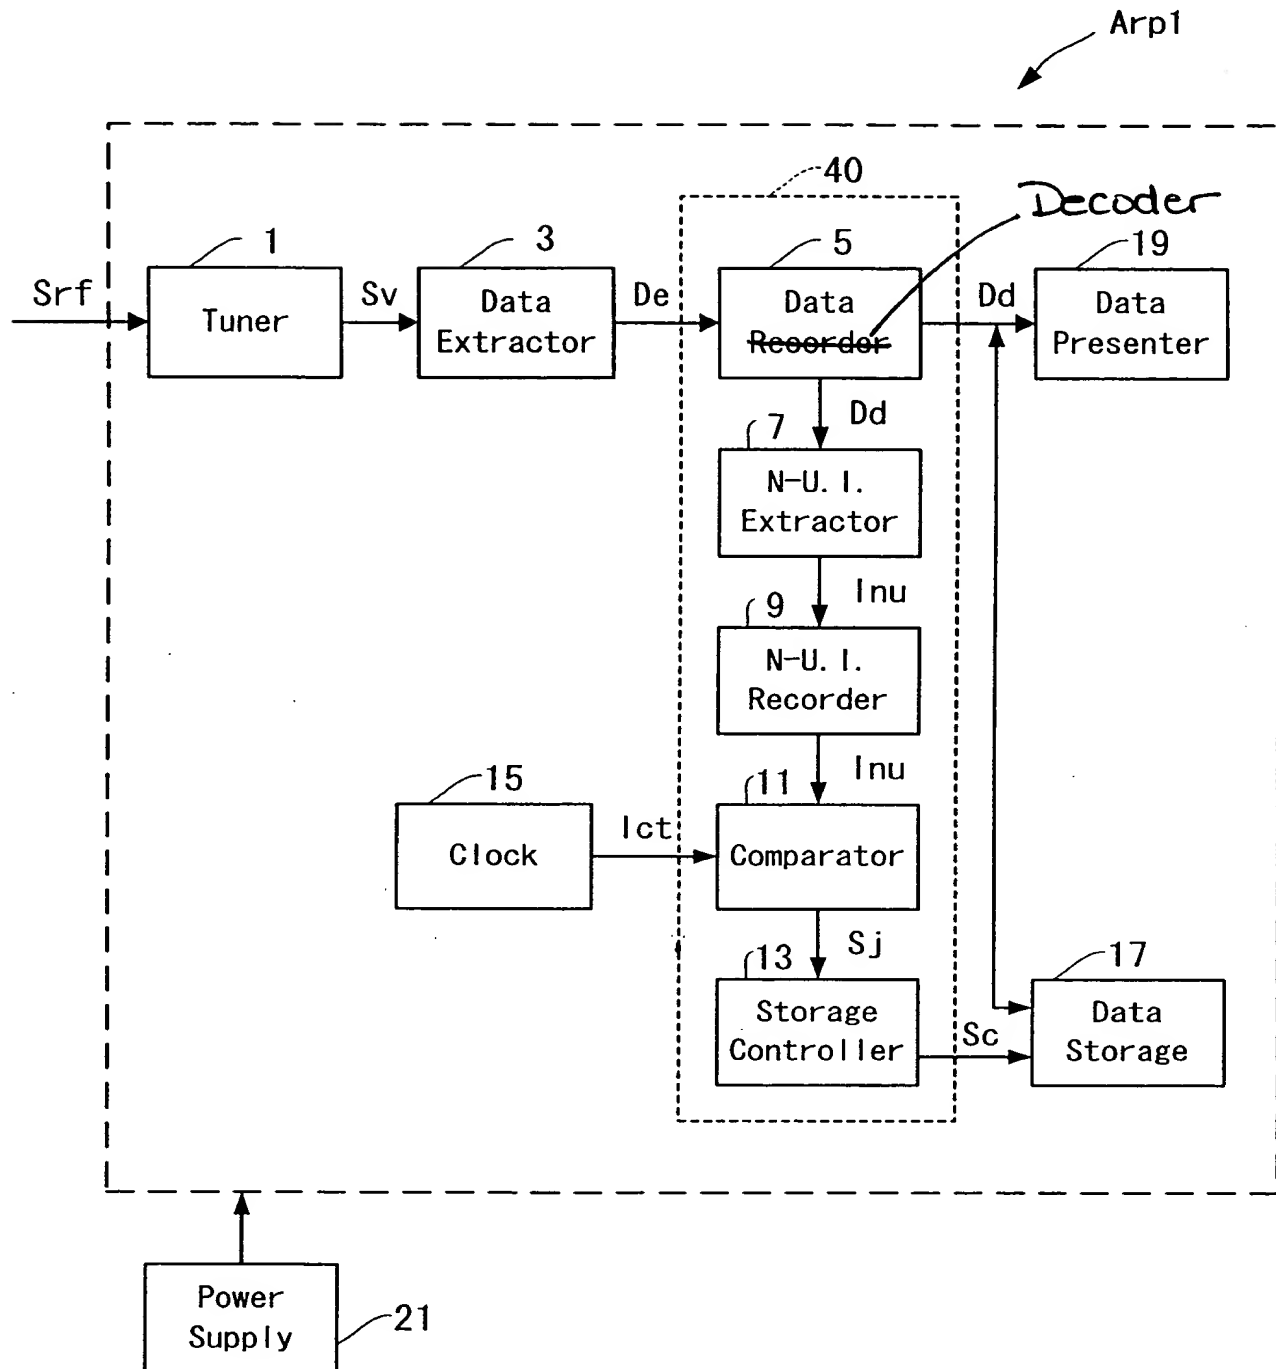 Arp1
40
Decoder
1
3
5
19
Srf
Tuner
Sv
Data
Extractor
De
Data
Recorder
Dd
Data
Presenter
Dd
7
N-U.I.
Extractor
Inu
9
N-U.I.
Recorder
Inu
15
Clock
Ict
11
Comparator
Sj
13
Storage
Controller
Sc
17
Data
Storage
Power
Supply
21